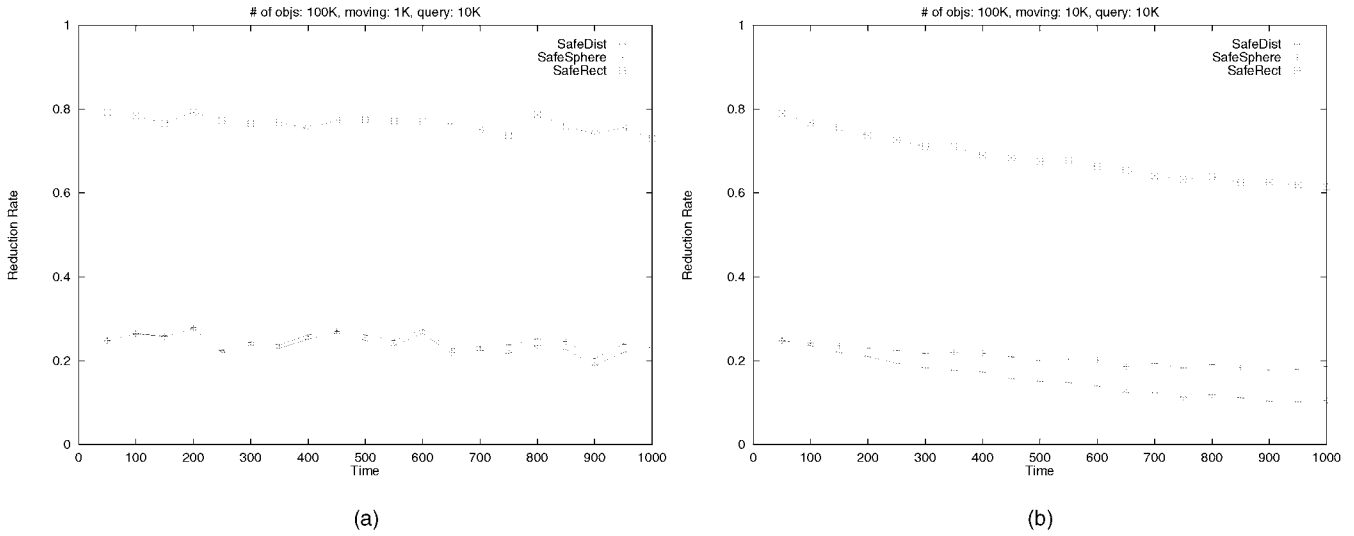 # of objs: 100K, moving: 1K, query: 10K
1
SafeDist
SafeSphere
SafeRect
0.8
0.6
Reduction Rate
0.4
0.2
0
0 100 200 300 400 500 600 700 800 900 1000
Time
(a)
# of objs: 100K, moving: 10K, query: 10K
1
SafeDist
SafeSphere
SafeRect
0.8
0.6
Reduction Rate
0.4
0.2
0
0 100 200 300 400 500 600 700 800 900 1000
Time
(b)